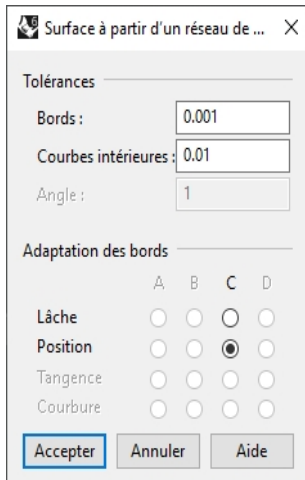 Surface à partir d'un réseau de ... X
Tolérances
Bords : 0.001
Courbes intérieures : 0.01
Angle : 1
Adaptation des bords
A B C D
Lâche
Position
Tangence
Courbure
Accepter Annuler Aide